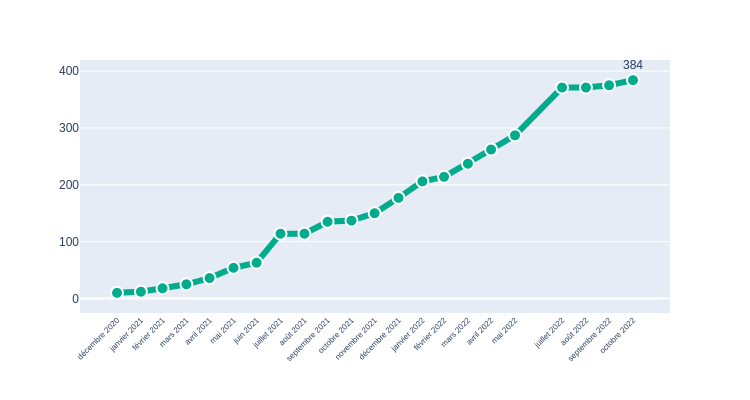 384
400
300
200
100
0
décembre 2020
janvier 2021
février 2021
mars 2021
avril 2021
mai 2021
juin 2021
juillet 2021
août 2021
septembre 2021
octobre 2021
novembre 2021
décembre 2021
janvier 2022
février 2022
mars 2022
avril 2022
mai 2022
juillet 2022
août 2022
septembre 2022
octobre 2022